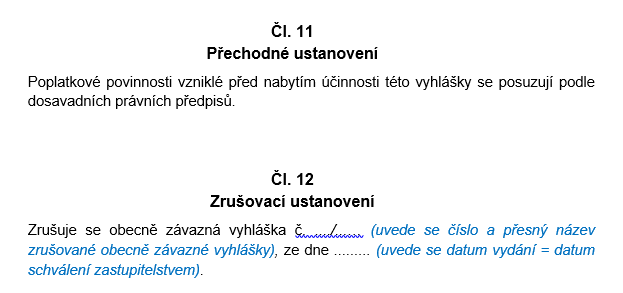 Čl. 11
Přechodné ustanovení
Poplatkové povinnosti vzniklé před nabytím účinnosti této vyhlášky se posuzují podle
dosavadních právních předpisů.
Čl. 12
Zrušovací ustanovení
Zrušuje se obecně závazná vyhláška č....../...... (uvede se číslo a přesný název
zrušované obecně závazné vyhlášky), ze dne ......... (uvede se datum vydání = datum
schválení zastupitelstvem).